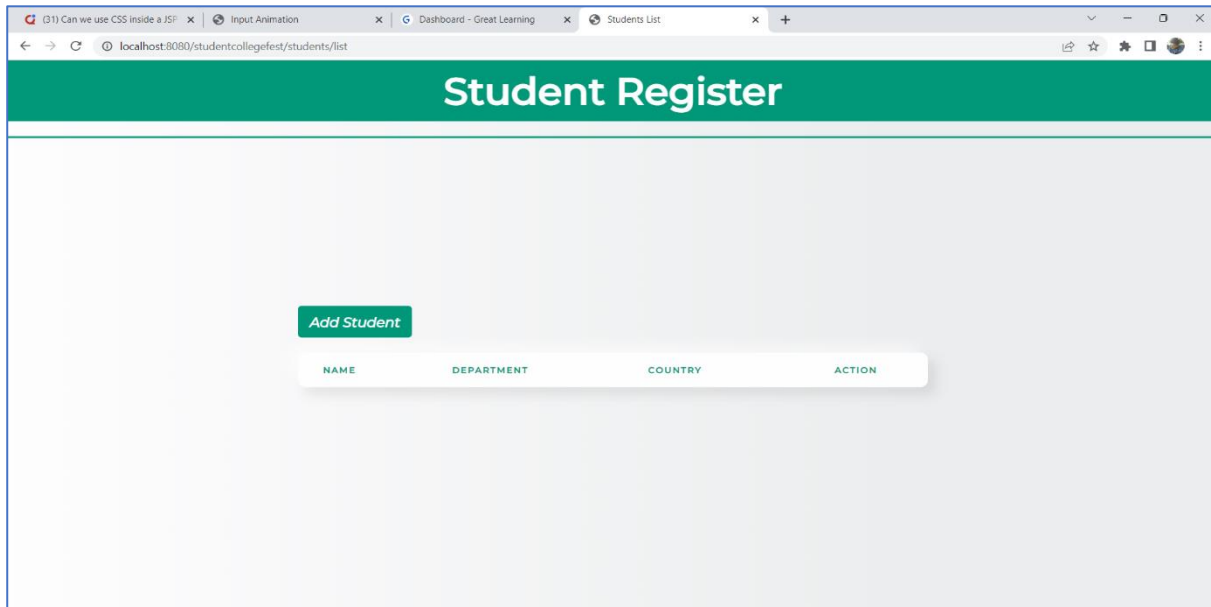 (31) Can we use CSS inside a JSP
Input Animation
Dashboard - Great Learning
Students List
localhost:8080/studentcollegefest/students/list
Student Register
Add Student
NAME DEPARTMENT COUNTRY ACTION